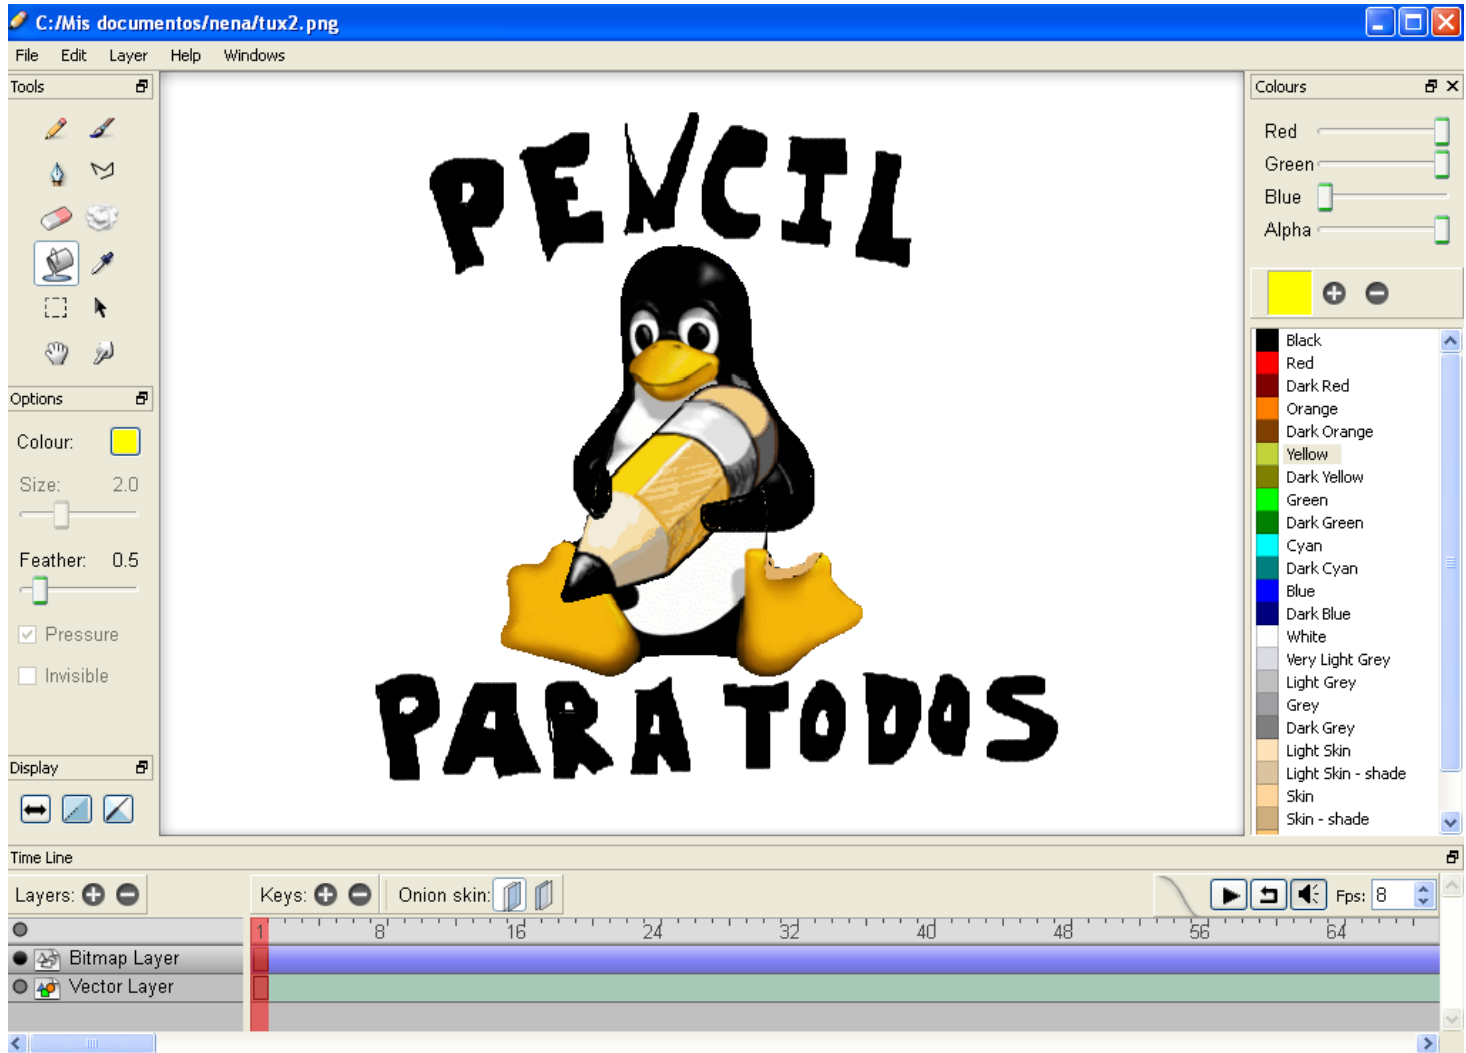 C:/Mis documentos/nena/tux2.png
File Edit Layer Help Windows
Tools
PENCIL
PARA TODOS
Options
Colour:
Size: 2.0
Feather: 0.5
Pressure
Invisible
Display
Colours
Red
Green
Blue
Alpha
Black
Red
Dark Red
Orange
Dark Orange
Yellow
Dark Yellow
Green
Dark Green
Cyan
Dark Cyan
Blue
Dark Blue
White
Very Light Grey
Light Grey
Grey
Dark Grey
Light Skin
Light Skin - shade
Skin
Skin - shade
Time Line
Layers: Keys: Onion skin: Fps: 8
1 8 16 24 32 40 48 56 64
Bitmap Layer
Vector Layer